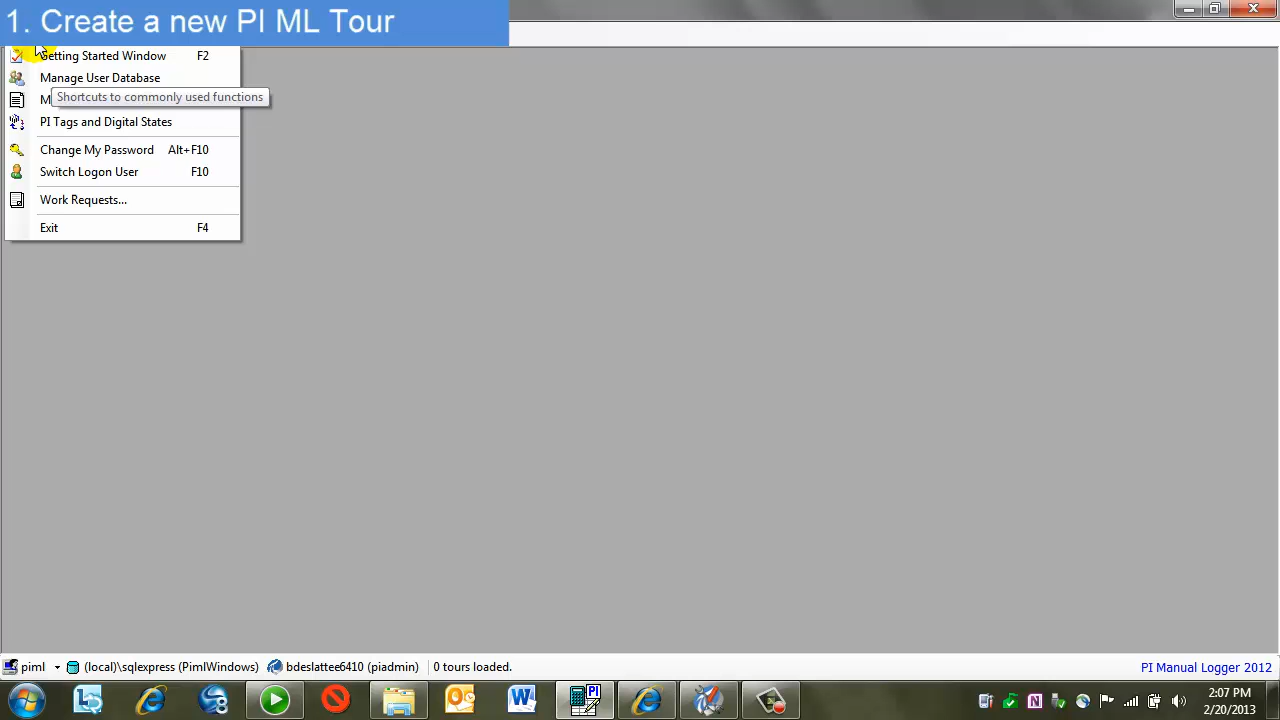 1. Create a new PI ML Tour
Getting Started Window F2
Manage User Database
M
Shortcuts to commonly used functions
PI Tags and Digital States
Change My Password Alt+F10
Switch Logon User F10
Work Requests...
Exit F4
piml (local)\sqlexpress (PimlWindows) bdeslattee6410 (piadmin) 0 tours loaded. PI Manual Logger 2012
2:07 PM
2/20/2013